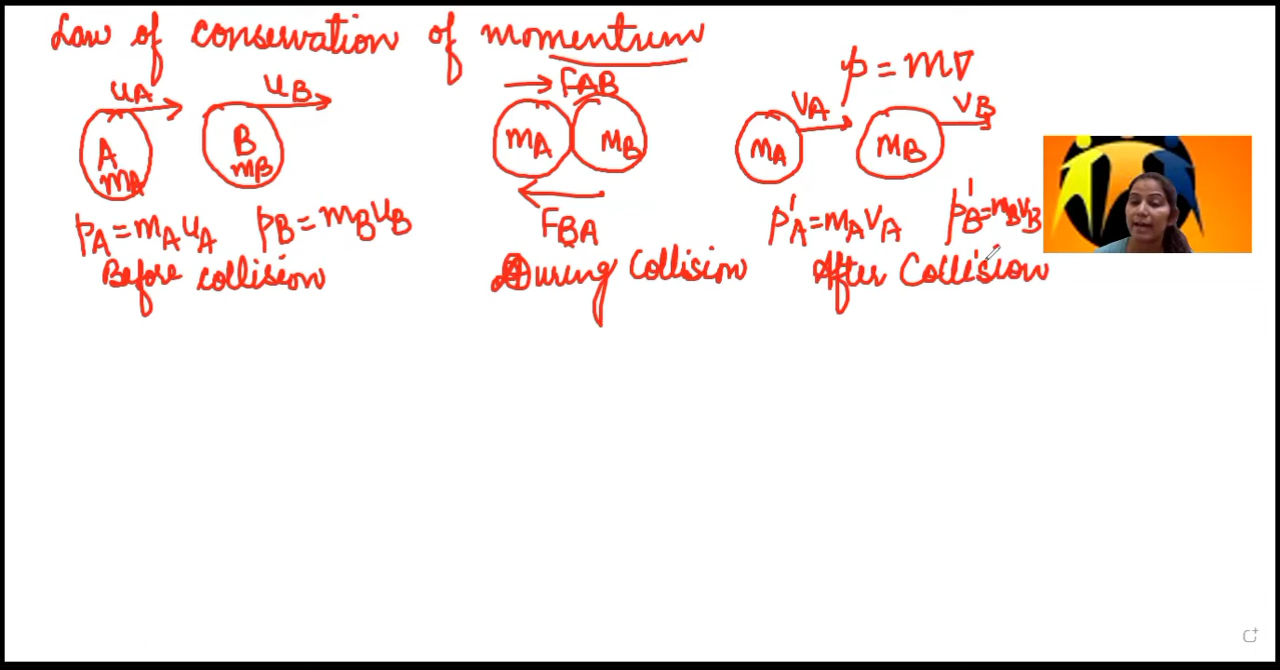 Law of conservation of momentum
p = mv
uA uB FAB vA vB
A mA B mB mA mB mA mB
pA = mAuA pB = mBuB FBA p'A = mAvA p'B = mBvB
Before collision During Collision After Collision